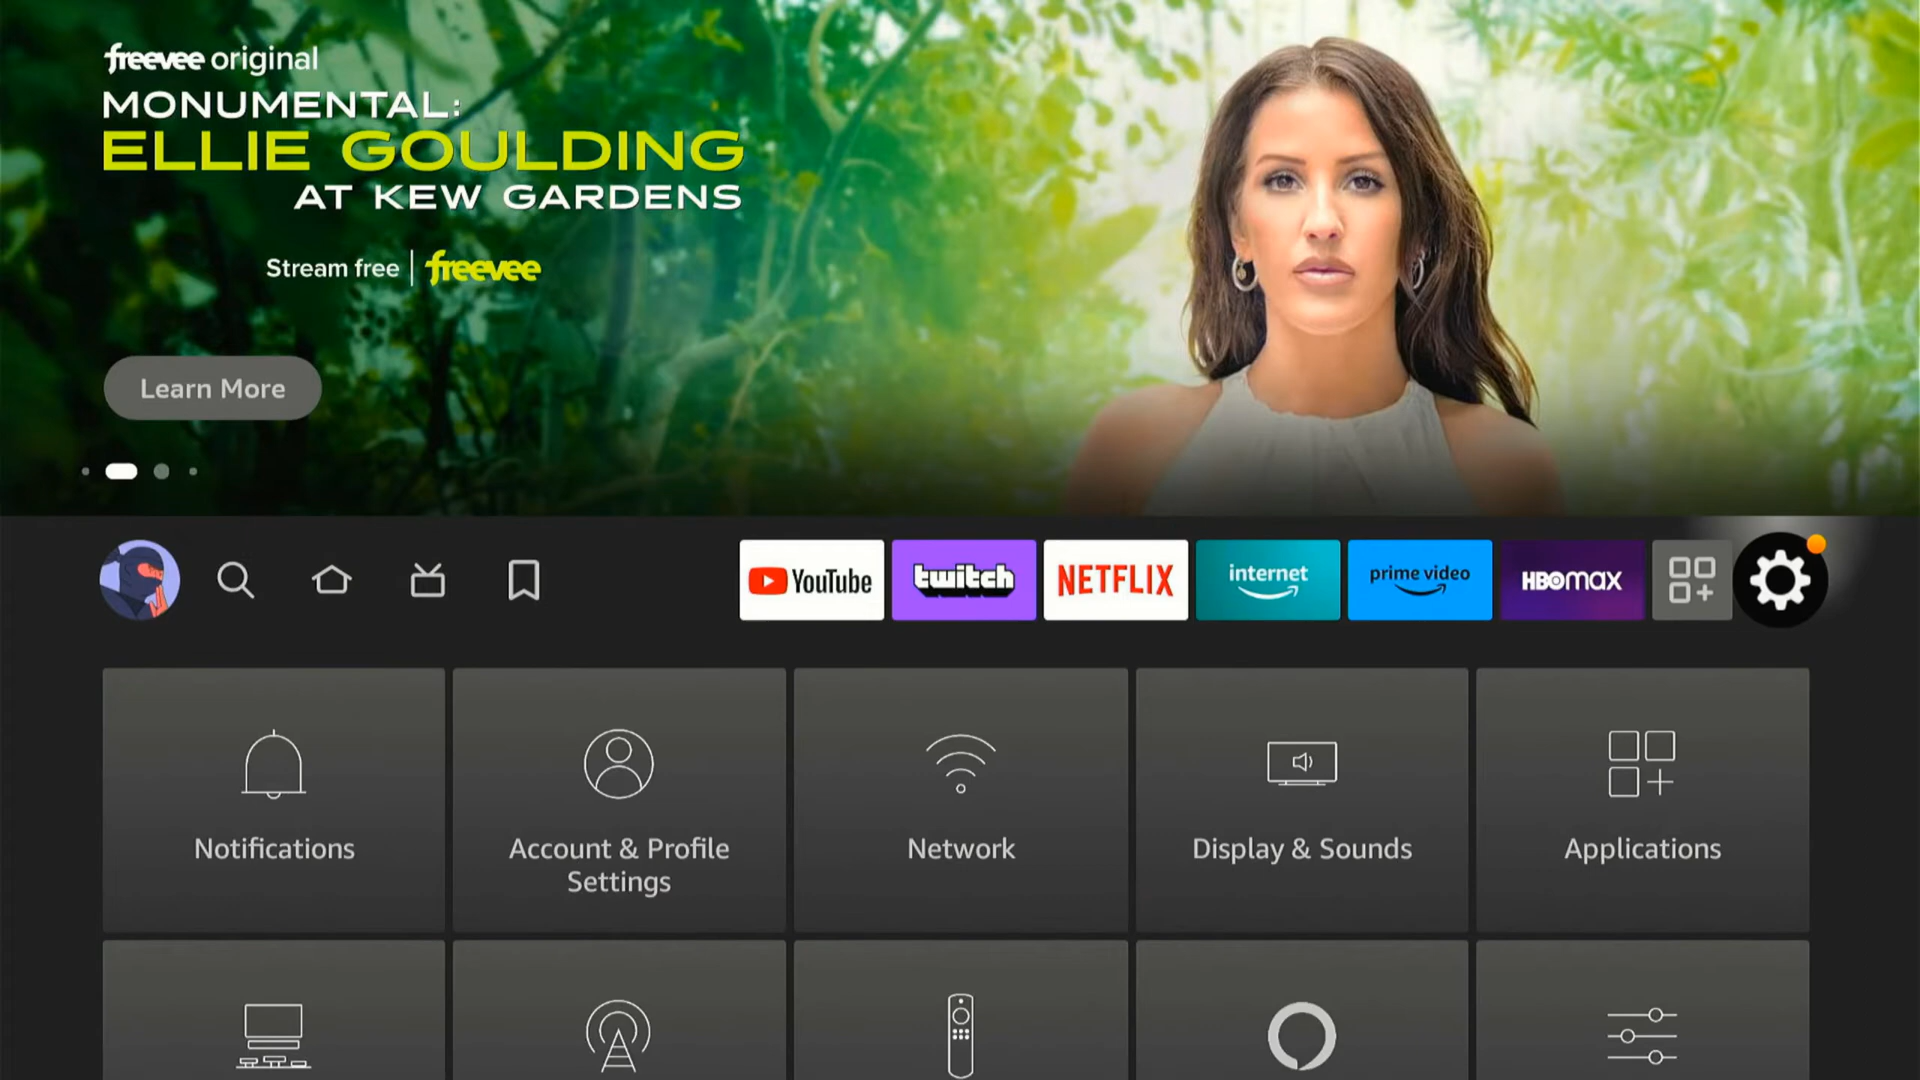 freevee original
MONUMENTAL:
ELLIE GOULDING
AT KEW GARDENS
Stream free | freevee
Learn More
YouTube
twitch
NETFLIX
internet
prime video
HBOMAX
Notifications
Account & Profile
Settings
Network
Display & Sounds
Applications